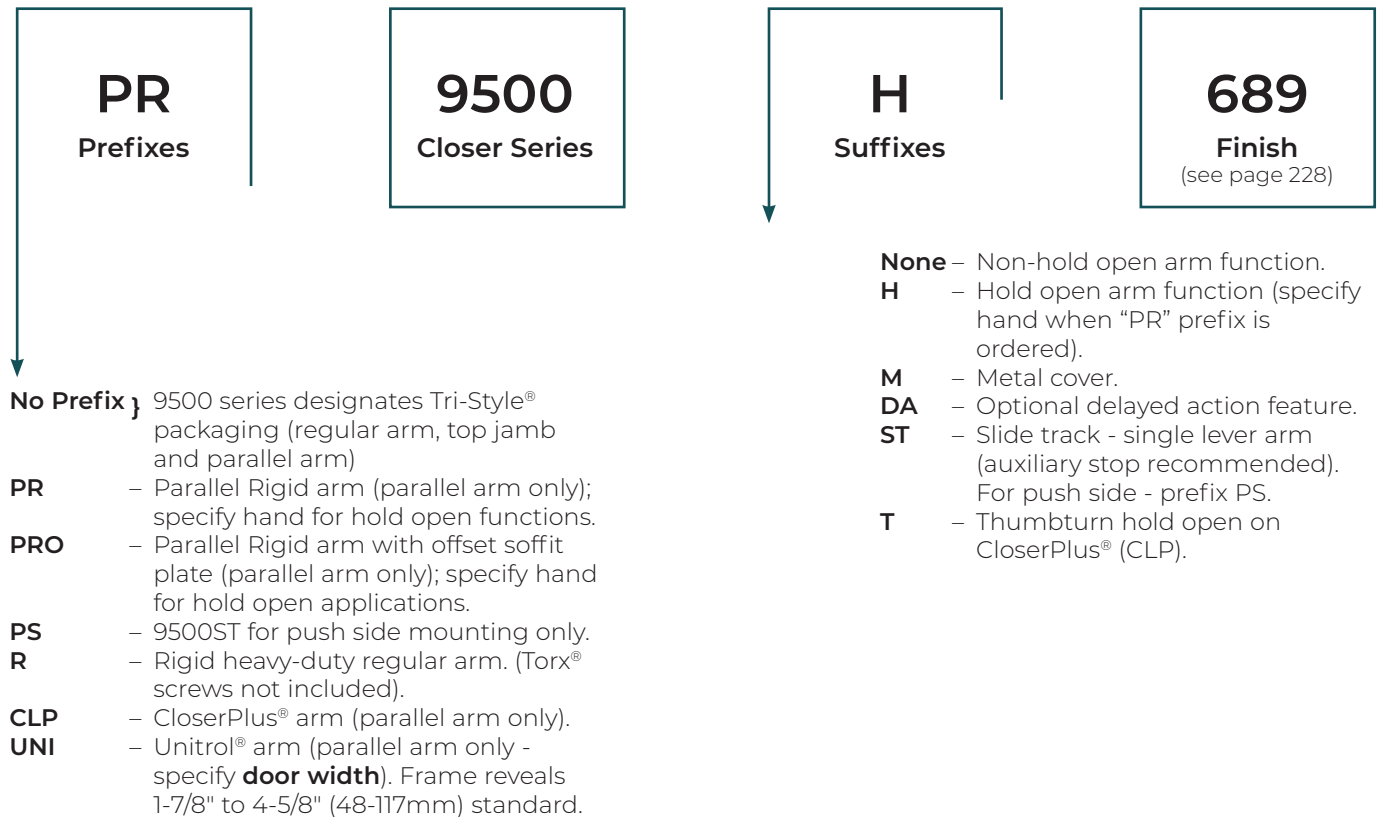 PR
Prefixes
9500
Closer Series
H
Suffixes
689
Finish
(see page 228)
No Prefix } 9500 series designates Tri-Style®
packaging (regular arm, top jamb
and parallel arm)
PR – Parallel Rigid arm (parallel arm only);
specify hand for hold open functions.
PRO – Parallel Rigid arm with offset soffit
plate (parallel arm only); specify hand
for hold open applications.
PS – 9500ST for push side mounting only.
R – Rigid heavy-duty regular arm. (Torx®
screws not included).
CLP – CloserPlus® arm (parallel arm only).
UNI – Unitrol® arm (parallel arm only -
specify door width). Frame reveals
1-7/8" to 4-5/8" (48-117mm) standard.
None – Non-hold open arm function.
H – Hold open arm function (specify
hand when “PR” prefix is
ordered).
M – Metal cover.
DA – Optional delayed action feature.
ST – Slide track - single lever arm
(auxiliary stop recommended).
For push side - prefix PS.
T – Thumbturn hold open on
CloserPlus® (CLP).